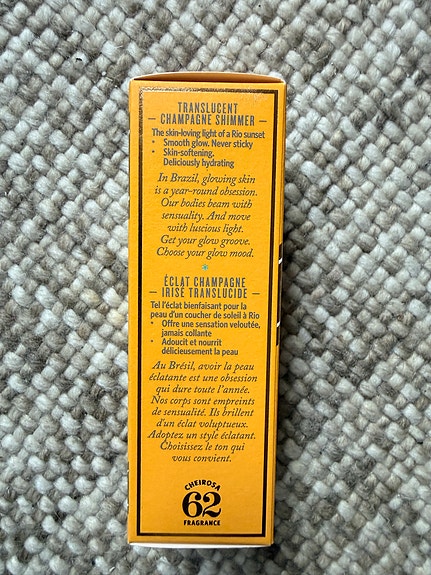 TRANSLUCENT
— CHAMPAGNE SHIMMER —
The skin-loving light of a Rio sunset
• Smooth glow. Never sticky
• Skin-softening.
Deliciously hydrating
In Brazil, glowing skin
is a year-round obsession.
Our bodies beam with
sensuality. And move
with luscious light.
Get your glow groove.
Choose your glow mood.
*
ÉCLAT CHAMPAGNE
— IRISÉ TRANSLUCIDE —
Tel l'éclat bienfaisant pour la
peau d'un coucher de soleil à Rio
• Offre une sensation veloutée,
jamais collante
• Adoucit et nourrit
délicieusement la peau
Au Brésil, avoir la peau
éclatante est une obsession
qui dure toute l'année.
Nos corps sont empreints
de sensualité. Ils brillent
d'un éclat voluptueux.
Adoptez un style éclatant.
Choisissez le ton qui
vous convient.
CHEIROSA
62
FRAGRANCE